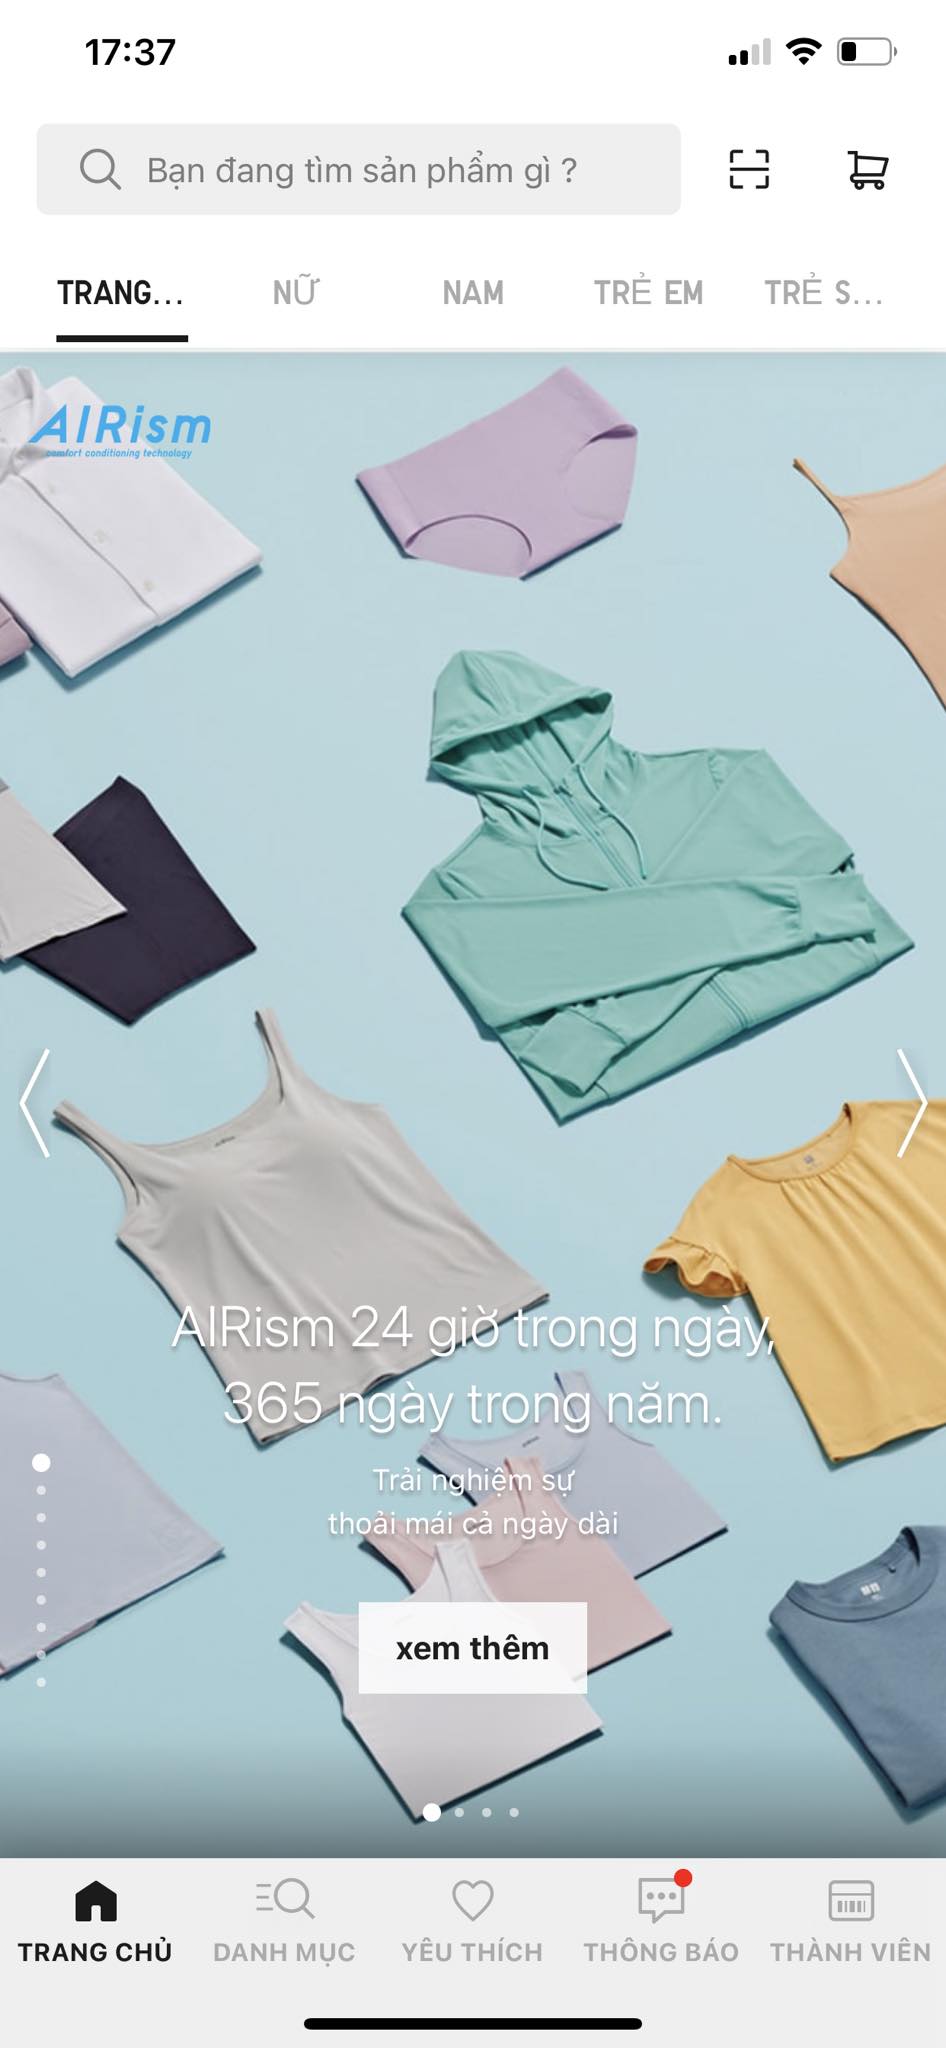 17:37
Bạn đang tìm sản phẩm gì ?
TRANG... NỮ NAM TRẺ EM TRẺ S...
AIRism
comfort conditioning technology
AIRism 24 giờ trong ngày,
365 ngày trong năm.
Trải nghiệm sự
thoải mái cả ngày dài
xem thêm
TRANG CHỦ DANH MỤC YÊU THÍCH THÔNG BÁO THÀNH VIÊN